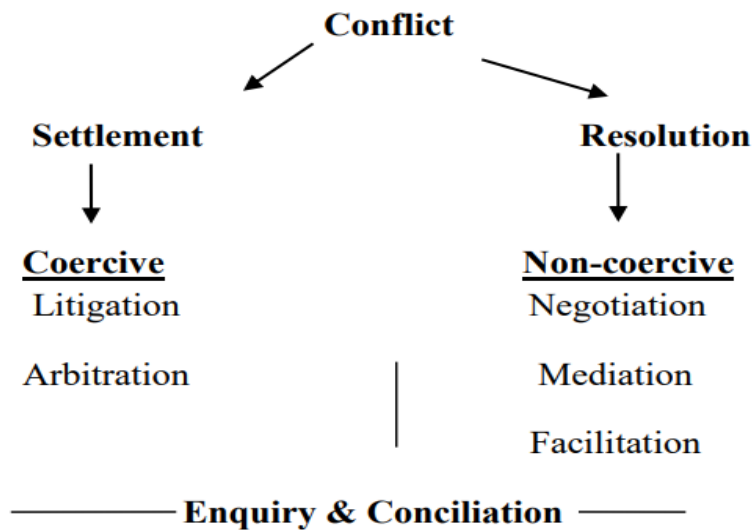 Conflict
Settlement Resolution
Coercive Non-coercive
Litigation Negotiation
Arbitration Mediation
Facilitation
Enquiry & Conciliation